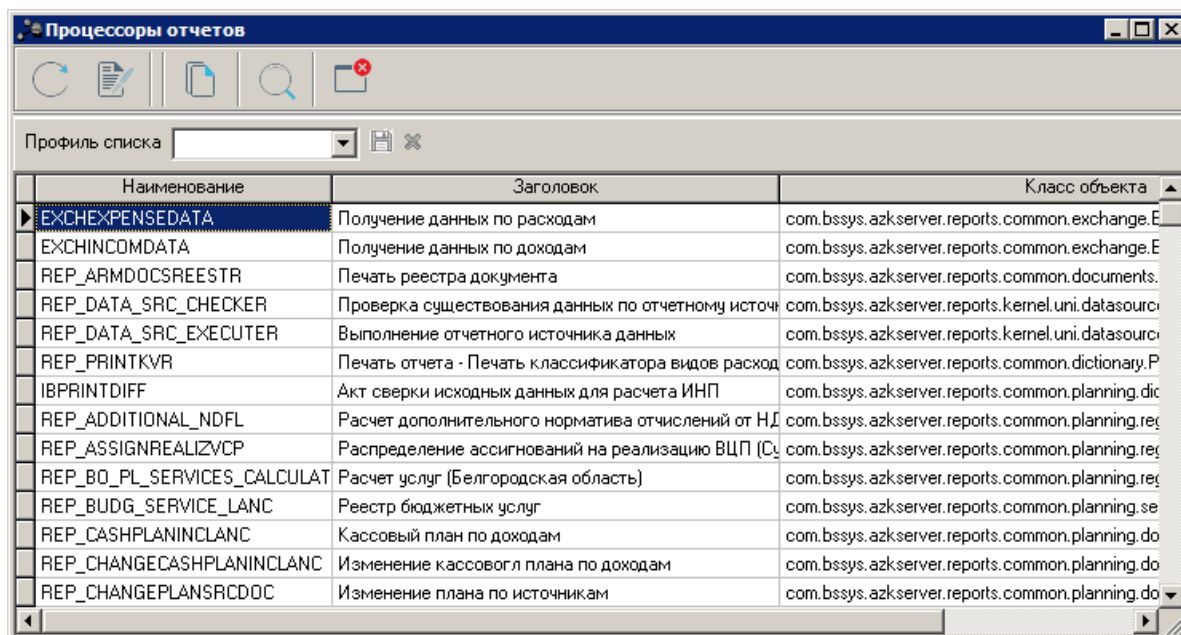 Процессоры отчетов
Профиль списка
Наименование Заголовок Класс объекта
EXCHEXPENSEDATA Получение данных по расходам com.bssys.azkserver.reports.common.exchange.E
EXCHINCOMDATA Получение данных по доходам com.bssys.azkserver.reports.common.exchange.E
REP_ARMDOCSREESTR Печать реестра документа com.bssys.azkserver.reports.common.documents.
REP_DATA_SRC_CHECKER Проверка существования данных по отчетному источн com.bssys.azkserver.reports.kernel.uni.datasource
REP_DATA_SRC_EXECUTER Выполнение отчетного источника данных com.bssys.azkserver.reports.kernel.uni.datasource
REP_PRINTKVR Печать отчета - Печать классификатора видов расход com.bssys.azkserver.reports.common.dictionary.P
IBPRINTDIFF Акт сверки исходных данных для расчета ИНП com.bssys.azkserver.reports.common.planning.dic
REP_ADDITIONAL_NDFL Расчет дополнительного норматива отчислений от НД com.bssys.azkserver.reports.common.planning.reg
REP_ASSIGNREALIZVCP Распределение ассигнований на реализацию ВЦП (Су com.bssys.azkserver.reports.common.planning.reg
REP_BO_PL_SERVICES_CALCULAT Расчет услуг (Белгородская область) com.bssys.azkserver.reports.common.planning.reg
REP_BUDG_SERVICE_LANC Реестр бюджетных услуг com.bssys.azkserver.reports.common.planning.se
REP_CASHPLANINCLANC Кассовый план по доходам com.bssys.azkserver.reports.common.planning.do
REP_CHANGECASHPLANINCLANC Изменение кассовогл плана по доходам com.bssys.azkserver.reports.common.planning.do
REP_CHANGEPLANSRCDOC Изменение плана по источникам com.bssys.azkserver.reports.common.planning.do